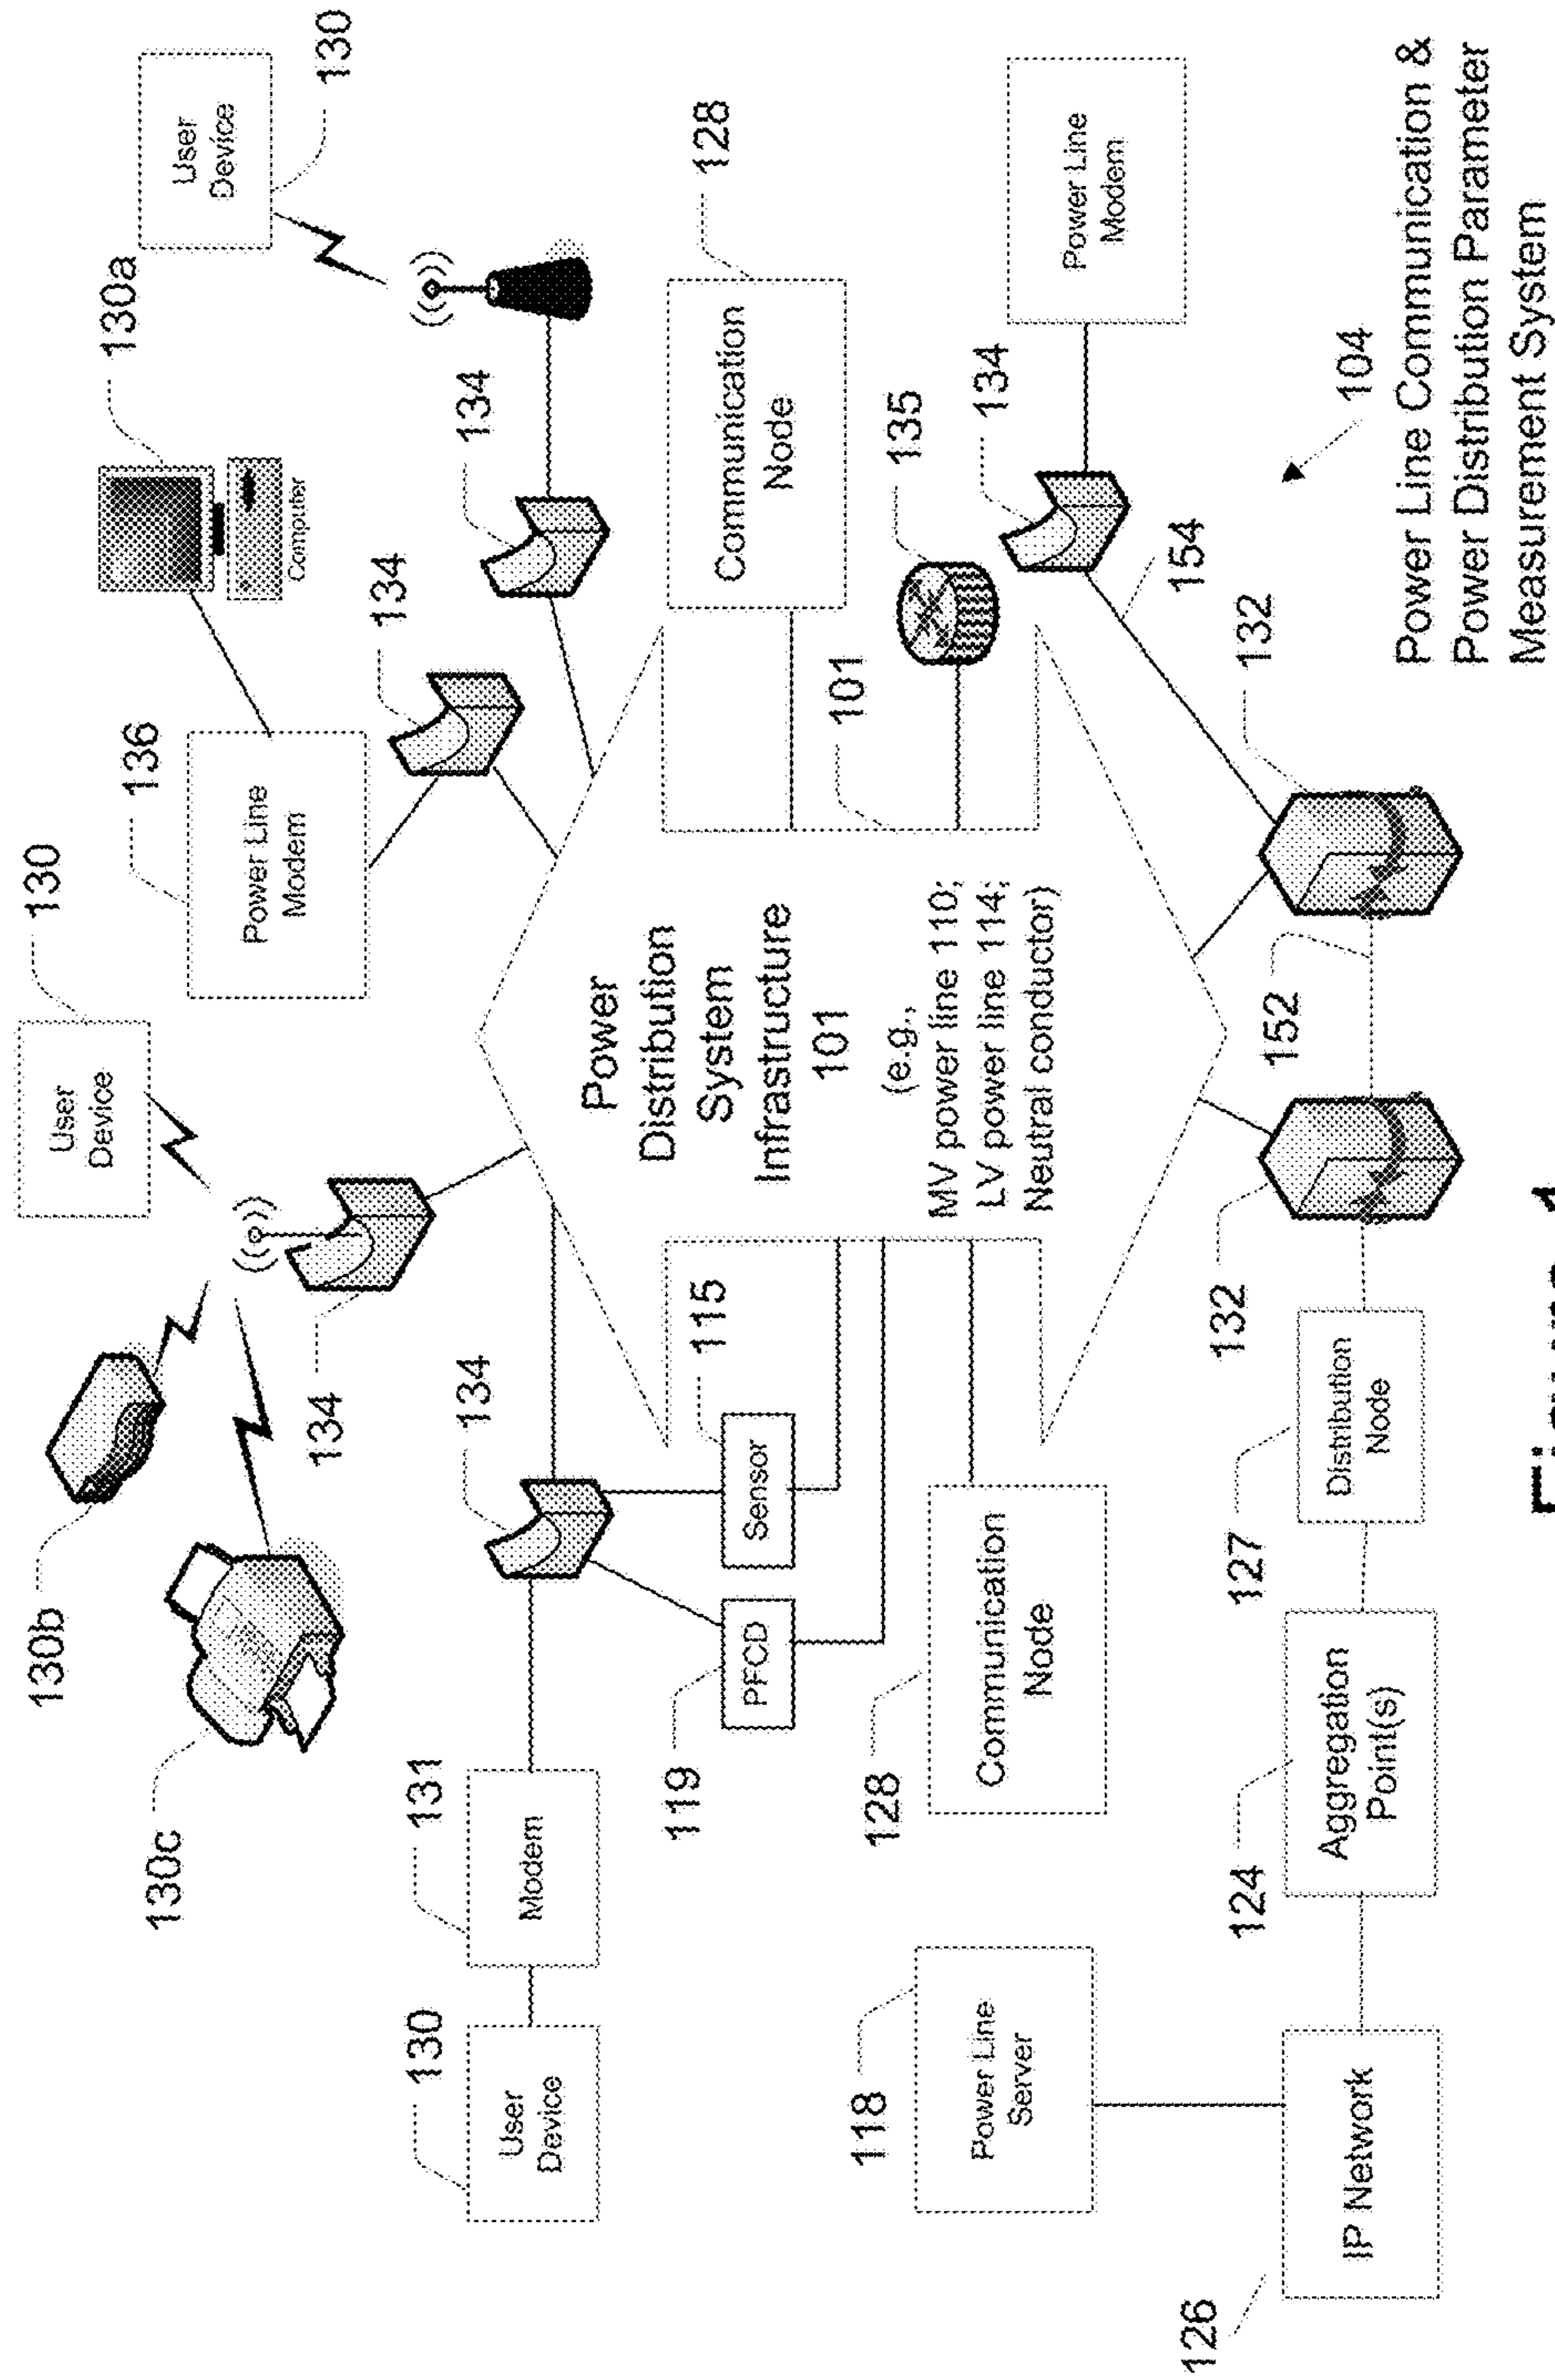 130b
130c
User
Device
130
136
Power Line
Modem
130a
Computer
User
Device
130
134
134
134
134
User
Device
130
Modem
131
119
PFCD
Sensor
115
Power
Distribution
System
Infrastructure
101
(e.g.,
MV power line 110;
LV power line 114;
Neutral conductor)
Communication
Node
128
101
135
134
Power Line
Modem
118
Power Line
Server
128
Communication
Node
154
126
IP Network
124
Aggregation
Point(s)
127
Distribution
Node
132
152
132
104
Power Line Communication &
Power Distribution Parameter
Measurement System